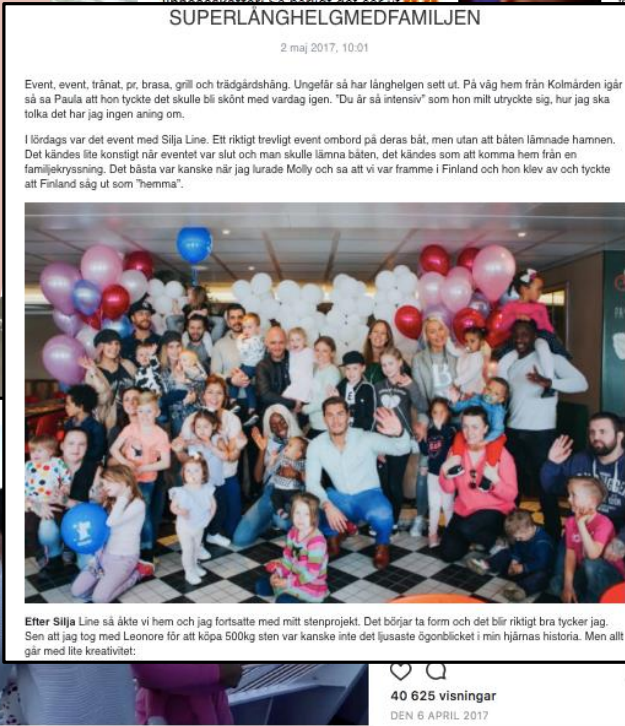 SUPERLÅNGHELGMEDFAMILJEN
2 maj 2017, 10:01
Event, event, trånat, pr, brasa, grill och trädgårdshäng. Ungefär så har långhelgen sett ut. På väg hem från Kolmården igår
så sa Paula att hon tyckte det skulle bli skönt med vardag igen. "Du är så intensiv" som hon milt utryckte sig, hur jag ska
tolka det har jag ingen aning om.
I lördags var det event med Silja Line. Ett riktigt trevligt event ombord på deras båt, men utan att båten lämnade hamnen.
Det kändes lite konstigt när eventet var slut och man skulle lämna båten, det kändes som att komma hem från en
familjekryssning. Det bästa var kanske när jag lurade Molly och sa att vi var framme i Finland och hon klev av och tyckte
att Finland såg ut som "hemma".
Efter Silja Line så åkte vi hem och jag fortsatte med mitt stenprojekt. Det börjar ta form och det blir riktigt bra tycker jag.
Sen att jag tog med Leonore för att köpa 500kg sten var kanske inte det ljusaste ögonblicket i min hjärnas historia. Men allt
går med lite kreativitet:
40 625 visningar
DEN 6 APRIL 2017